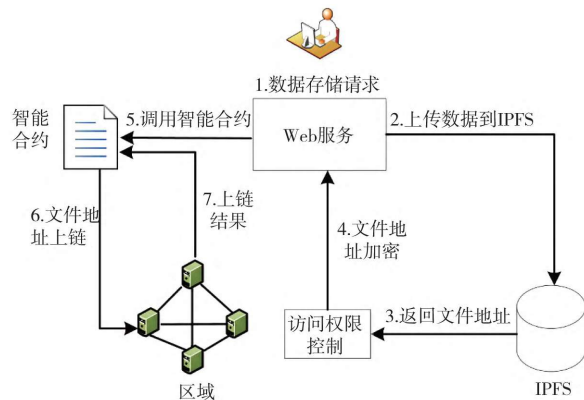 1.数据存储请求
智能
合约
5.调用智能合约
Web服务
2.上传数据到IPFS
6.文件地
址上链
7.上链
结果
4.文件地
址加密
访问权限
控制
3.返回文件地址
区域
IPFS